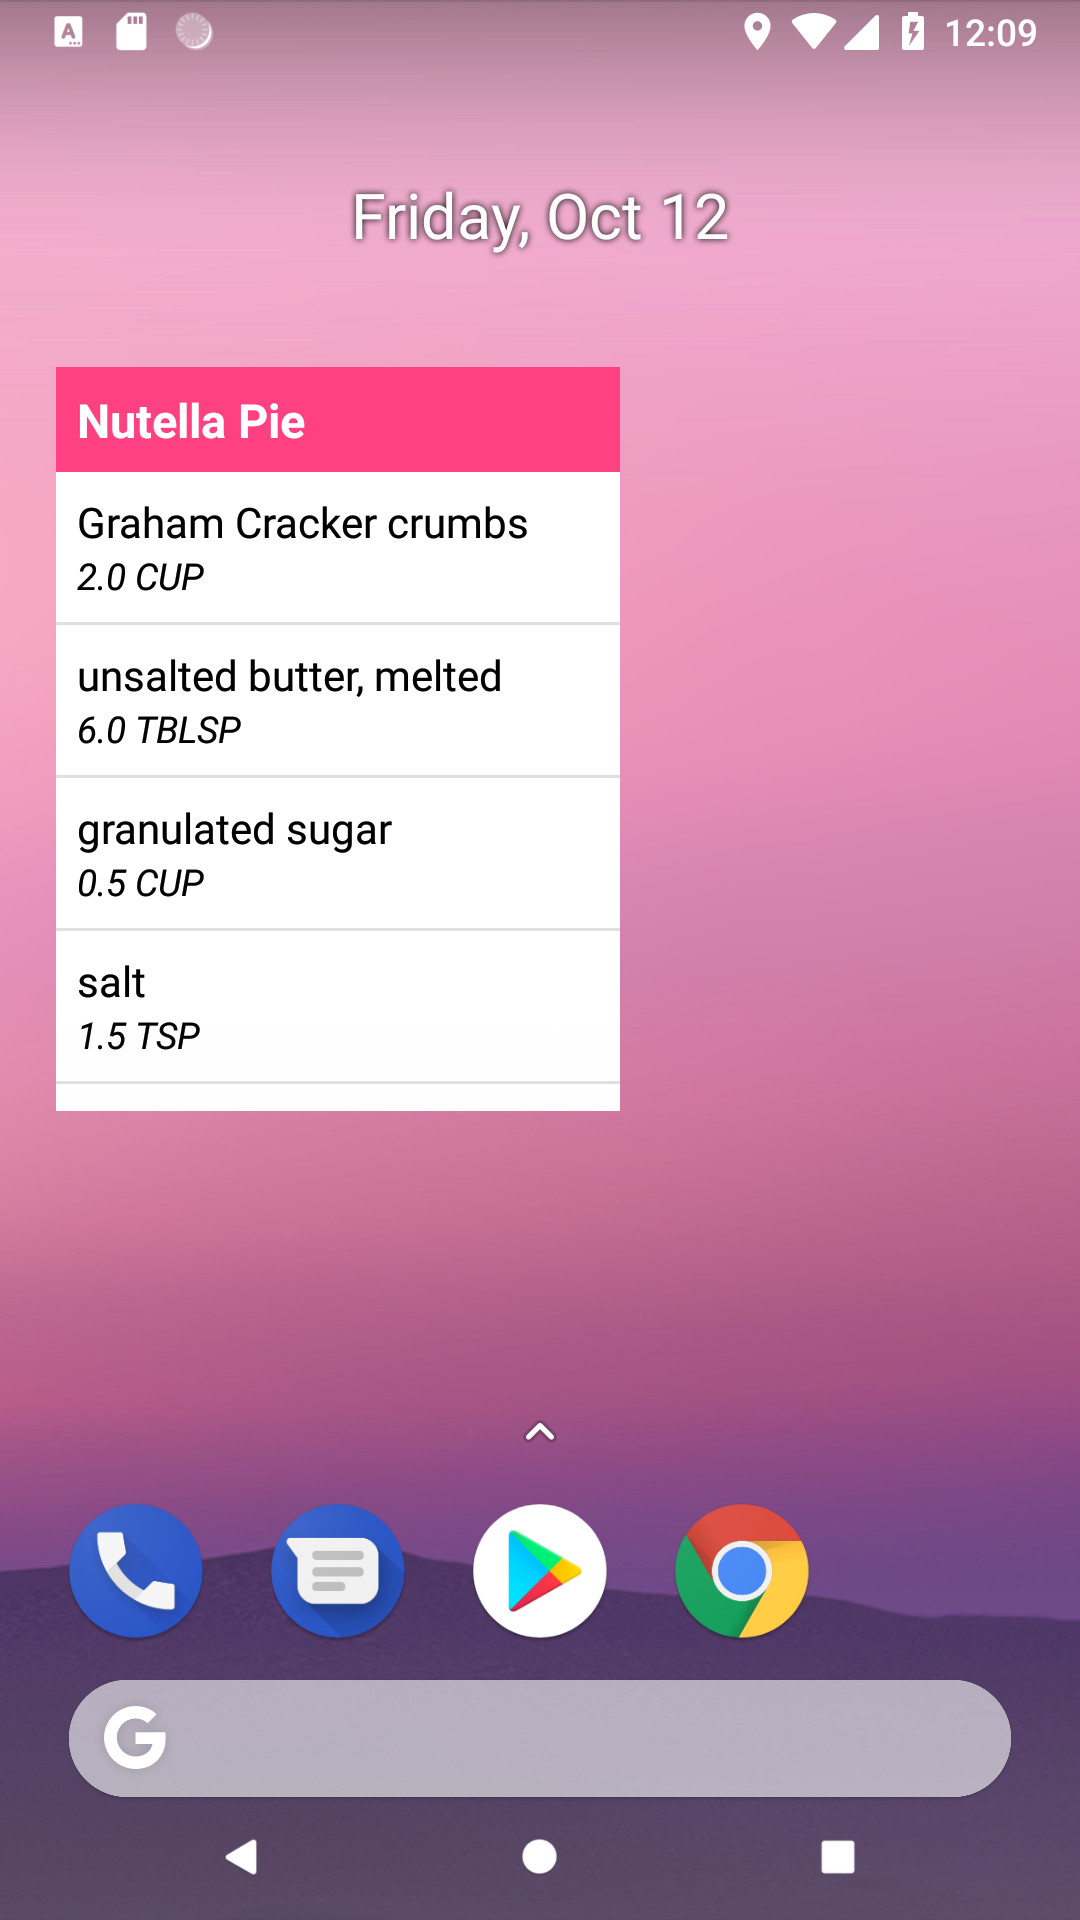 12:09
Friday, Oct 12
Nutella Pie
Graham Cracker crumbs
2.0 CUP
unsalted butter, melted
6.0 TBLSP
granulated sugar
0.5 CUP
salt
1.5 TSP